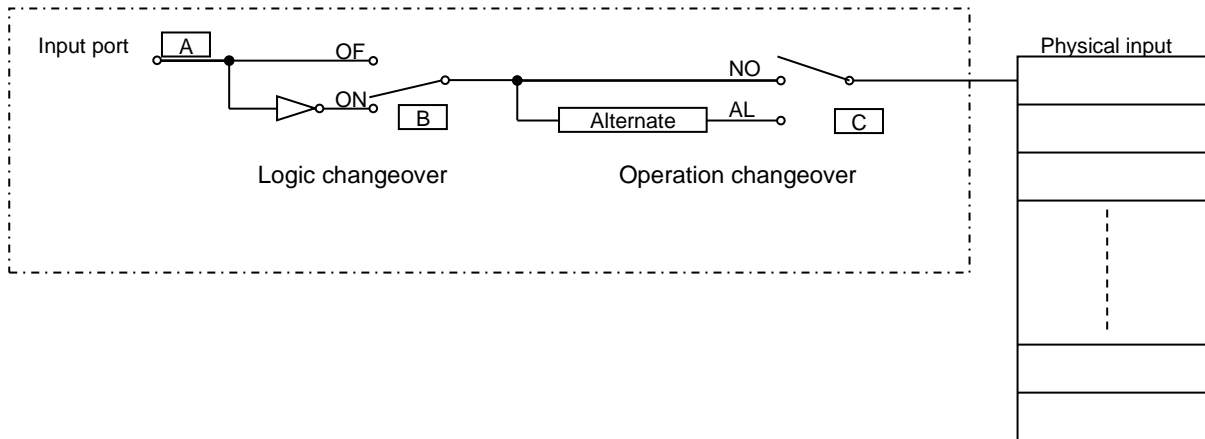 Input port
A
OF
ON
B
NO
AL
Alternate
C
Physical input
Logic changeover
Operation changeover